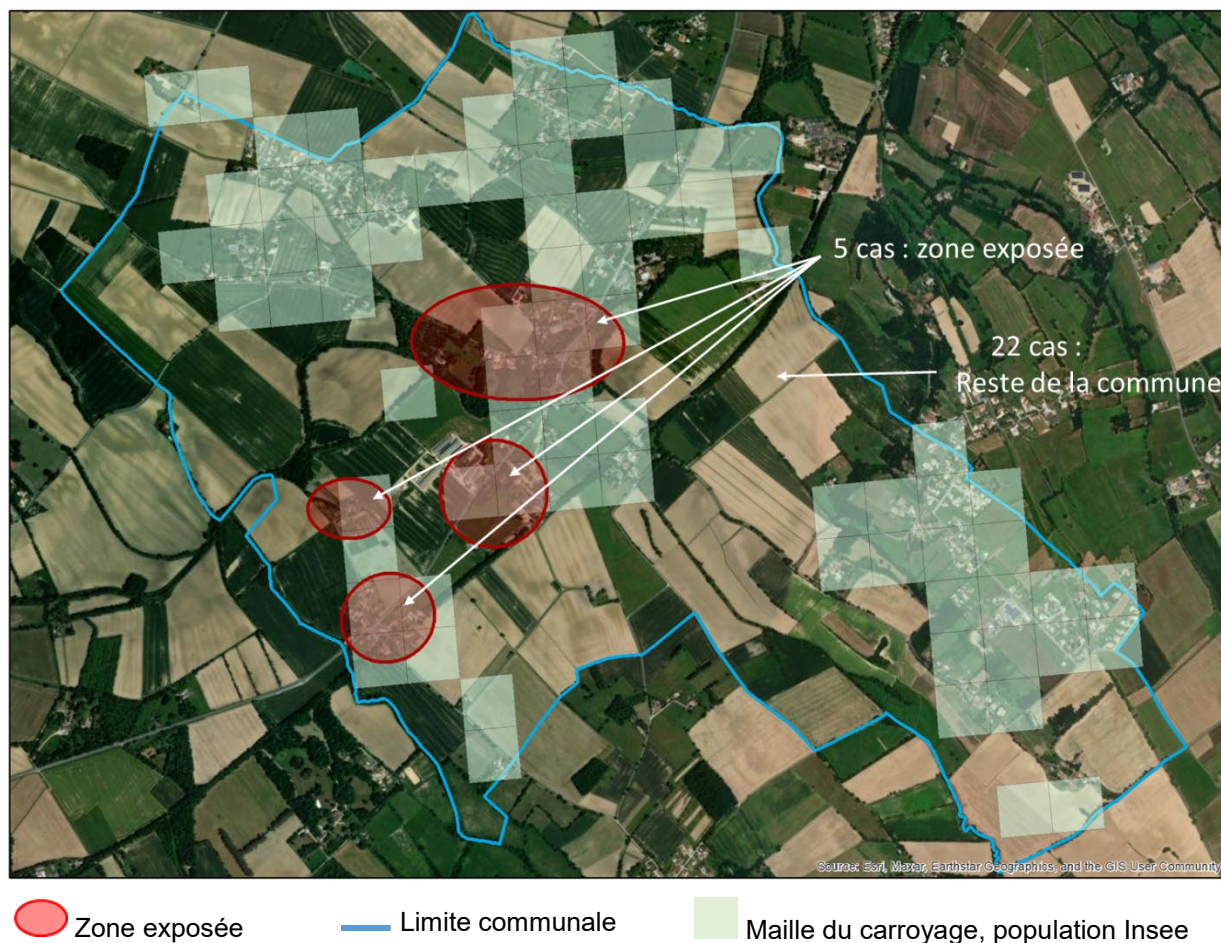 5 cas : zone exposée
22 cas :
Reste de la commune
Source: Esri, Maxar, Earthstar Geographics, and the GIS User Community
Zone exposée
Limite communale
Maille du carroyage, population Insee